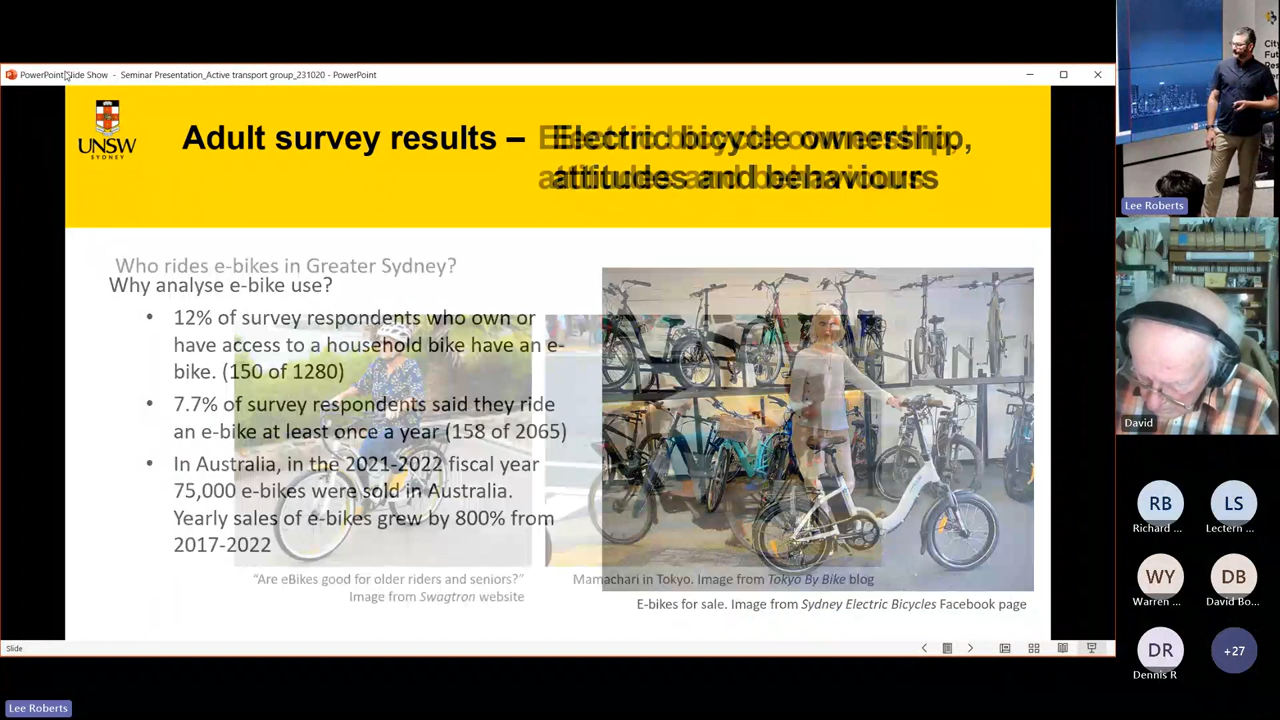 PowerPoint Slide Show - Seminar Presentation_Active transport group_231020 - PowerPoint
UNSW
SYDNEY
Adult survey results – Electric bicycle ownership,
attitudes and behaviours
Who rides e-bikes in Greater Sydney?
Why analyse e-bike use?
• 12% of survey respondents who own or
have access to a household bike have an e-
bike. (150 of 1280)
• 7.7% of survey respondents said they ride
an e-bike at least once a year (158 of 2065)
• In Australia, in the 2021-2022 fiscal year
75,000 e-bikes were sold in Australia.
Yearly sales of e-bikes grew by 800% from
2017-2022
“Are eBikes good for older riders and seniors?”
Image from Swagtron website
Mamachari in Tokyo. Image from Tokyo By Bike blog
E-bikes for sale. Image from Sydney Electric Bicycles Facebook page
Slide
Lee Roberts
Lee Roberts
David
RB
Richard ...
LS
Lectern ...
WY
Warren ...
DB
David Bo...
DR
Dennis R
+27